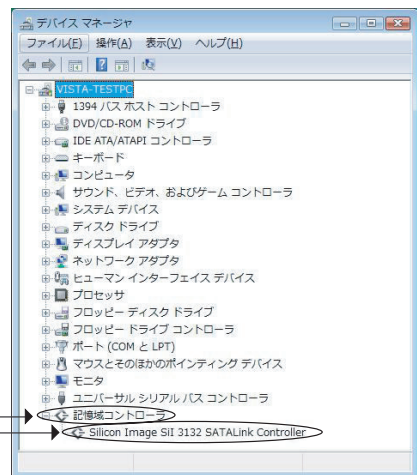 デバイス マネージャ
ファイル(F) 操作(A) 表示(V) ヘルプ(H)
VISTA-TESTPC
1394 バス ホスト コントローラ
DVD/CD-ROM ドライブ
IDE ATA/ATAPI コントローラ
キーボード
コンピュータ
サウンド、ビデオ、およびゲーム コントローラ
システム デバイス
ディスク ドライブ
ディスプレイ アダプタ
ネットワーク アダプタ
ヒューマン インターフェイス デバイス
プロセッサ
フロッピー ディスク ドライブ
フロッピー ドライブ コントローラ
ポート (COM と LPT)
マウスとそのほかのポインティング デバイス
モニタ
ユニバーサル シリアル バス コントローラ
記憶域コントローラ
Silicon Image SiI 3132 SATALink Controller